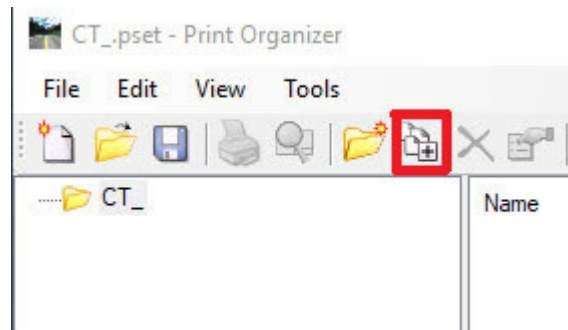 CT_.pset - Print Organizer
File Edit View Tools
CT_
Name